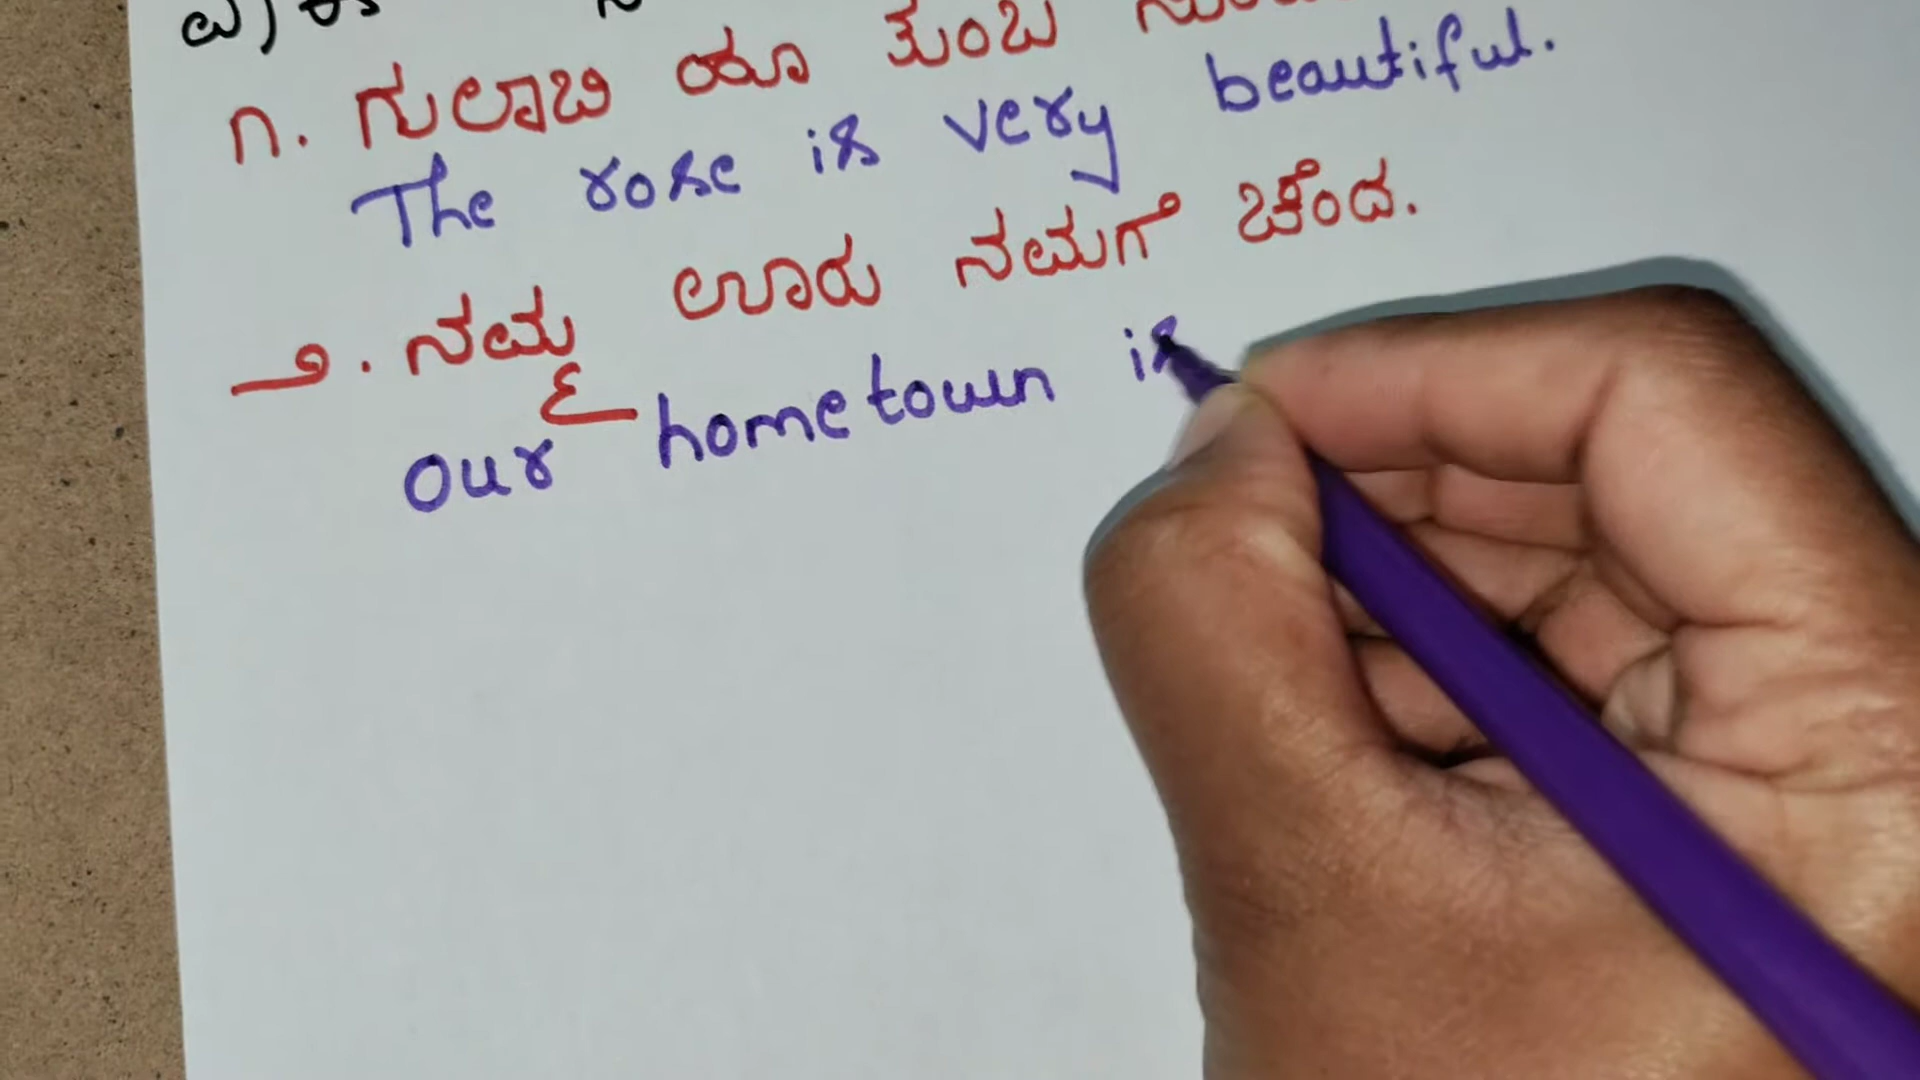 ೧. ಗುಲಾಬಿ ಯೂ ತುಂಬ
The rose is very beautiful.
೨. ನಮ್ಮ ಊರು ನಮಗೆ ಚೆಂದ.
our hometown is